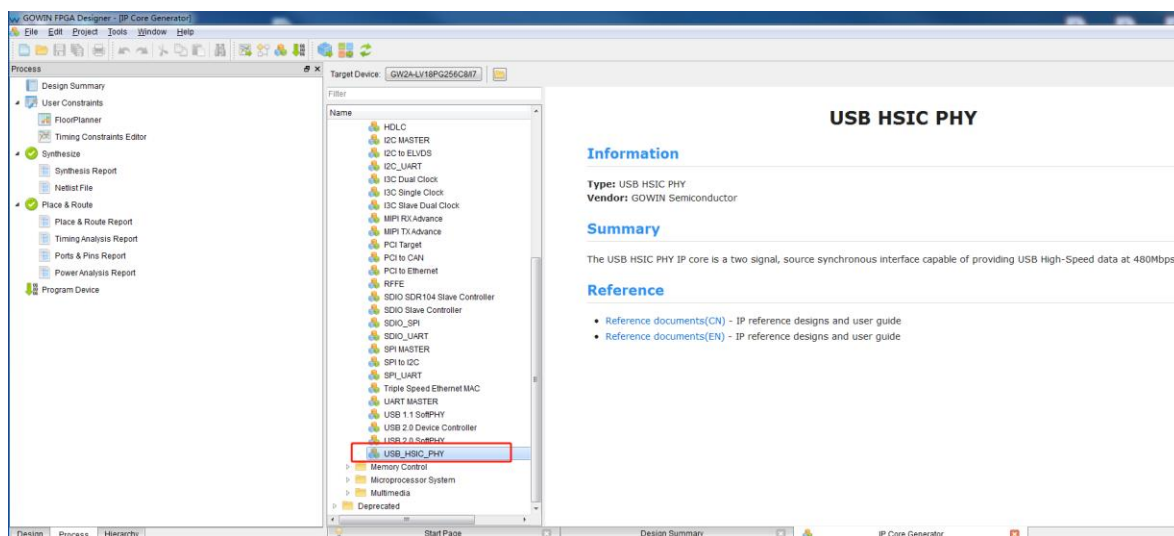 GOWIN FPGA Designer - [IP Core Generator]
File Edit Project Tools Window Help
Process
Design Summary
User Constraints
FloorPlanner
Timing Constraints Editor
Synthesize
Synthesis Report
Netlist File
Place & Route
Place & Route Report
Timing Analysis Report
Ports & Pins Report
Power Analysis Report
Program Device
Design Process Hierarchy
Target Device: GW2A-LV18PG256C8/I7
Filter
Name
HDLC
I2C MASTER
I2C to ELVDS
I2C_UART
I3C Dual Clock
I3C Single Clock
I3C Slave Dual Clock
MIPI RX Advance
MIPI TX Advance
PCI Target
PCI to CAN
PCI to Ethernet
RFFE
SDIO SDR104 Slave Controller
SDIO Slave Controller
SDIO_SPI
SDIO_UART
SPI MASTER
SPI to I2C
SPI_UART
Triple Speed Ethernet MAC
UART MASTER
USB 1.1 SoftPHY
USB 2.0 Device Controller
USB 2.0 SoftPHY
USB_HSIC_PHY
Memory Control
Microprocessor System
Multimedia
Deprecated
USB HSIC PHY
Information
Type: USB HSIC PHY
Vendor: GOWIN Semiconductor
Summary
The USB HSIC PHY IP core is a two signal, source synchronous interface capable of providing USB High-Speed data at 480Mbps
Reference
Reference documents(CN) - IP reference designs and user guide
Reference documents(EN) - IP reference designs and user guide
Start Page Design Summary IP Core Generator